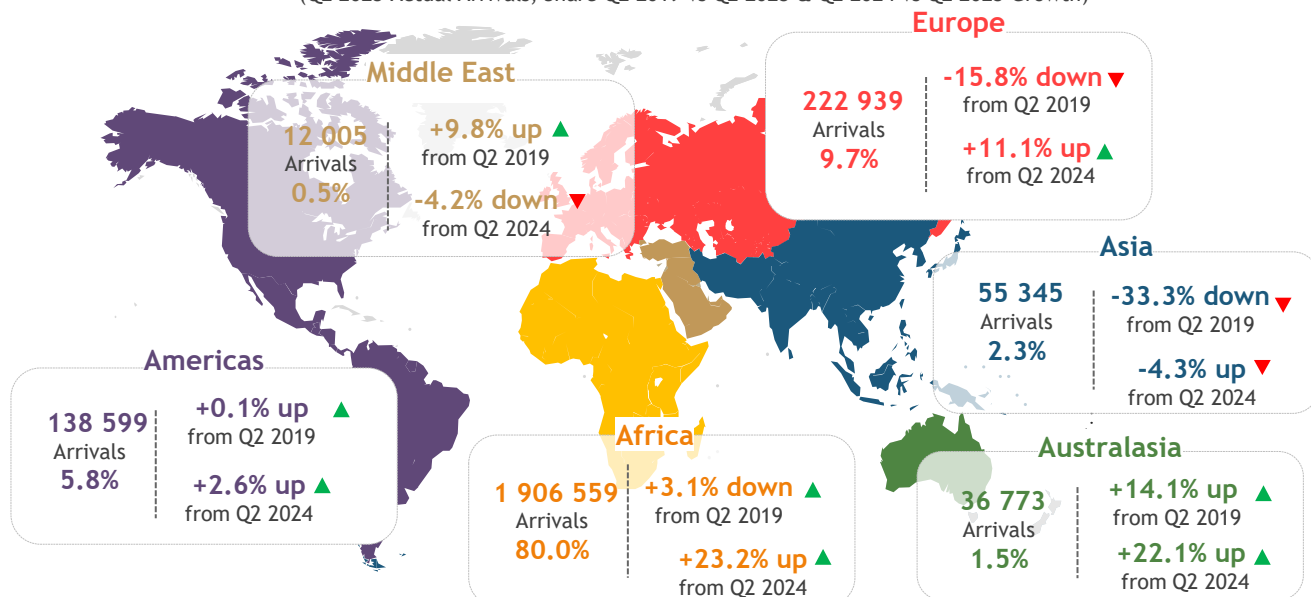 Europe
222 939
Arrivals
9.7%
-15.8% down
from Q2 2019
+11.1% up
from Q2 2024
Middle East
12 005
Arrivals
0.5%
+9.8% up
from Q2 2019
-4.2% down
from Q2 2024
Asia
55 345
Arrivals
2.3%
-33.3% down
from Q2 2019
-4.3% up
from Q2 2024
Americas
138 599
Arrivals
5.8%
+0.1% up
from Q2 2019
+2.6% up
from Q2 2024
Africa
1 906 559
Arrivals
80.0%
+3.1% down
from Q2 2019
+23.2% up
from Q2 2024
Australasia
36 773
Arrivals
1.5%
+14.1% up
from Q2 2019
+22.1% up
from Q2 2024